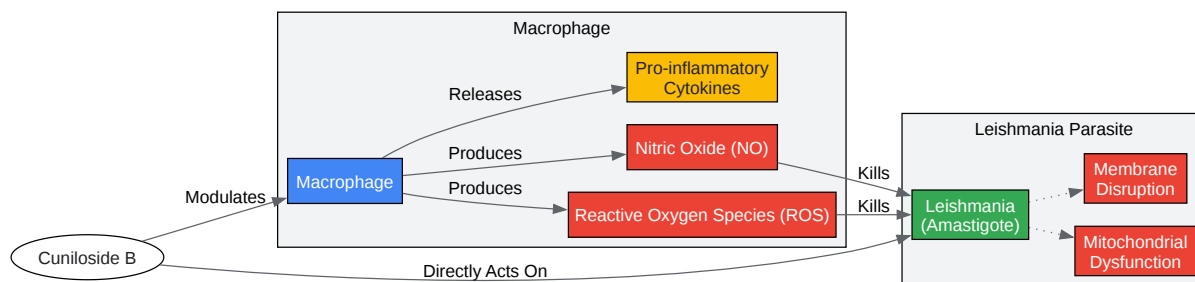 Macrophage
Pro-inflammatory
Cytokines
Releases
Leishmania Parasite
Nitric Oxide (NO)
Produces
Membrane
Disruption
Kills
Macrophage
Modulates
Produces
Reactive Oxygen Species (ROS)
Kills
Leishmania
(Amastigote)
Mitochondrial
Dysfunction
Cuniloside B
Directly Acts On